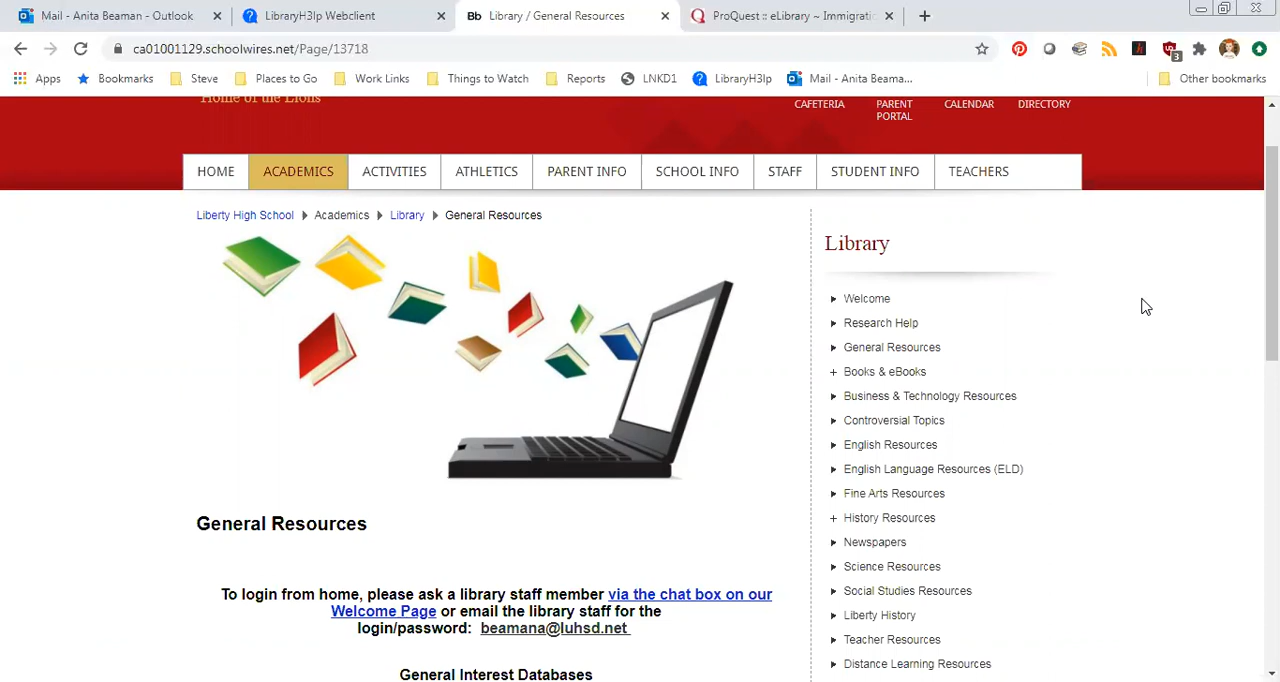 Mail - Anita Beaman - Outlook
LibraryH3lp Webclient
Bb Library / General Resources
ProQuest :: eLibrary ~ Immigratic
ca01001129.schoolwires.net/Page/13718
3
Apps
Bookmarks
Steve
Places to Go
Work Links
Things to Watch
Reports
LNKD1
LibraryH3lp
Mail - Anita Beama...
Other bookmarks
Home of the Lions
CAFETERIA
PARENT
PORTAL
CALENDAR
DIRECTORY
HOME
ACADEMICS
ACTIVITIES
ATHLETICS
PARENT INFO
SCHOOL INFO
STAFF
STUDENT INFO
TEACHERS
Liberty High School
Academics
Library
General Resources
General Resources
To login from home, please ask a library staff member via the chat box on our
Welcome Page or email the library staff for the
login/password: beamana@luhsd.net
General Interest Databases
Library
Welcome
Research Help
General Resources
Books & eBooks
Business & Technology Resources
Controversial Topics
English Resources
English Language Resources (ELD)
Fine Arts Resources
History Resources
Newspapers
Science Resources
Social Studies Resources
Liberty History
Teacher Resources
Distance Learning Resources